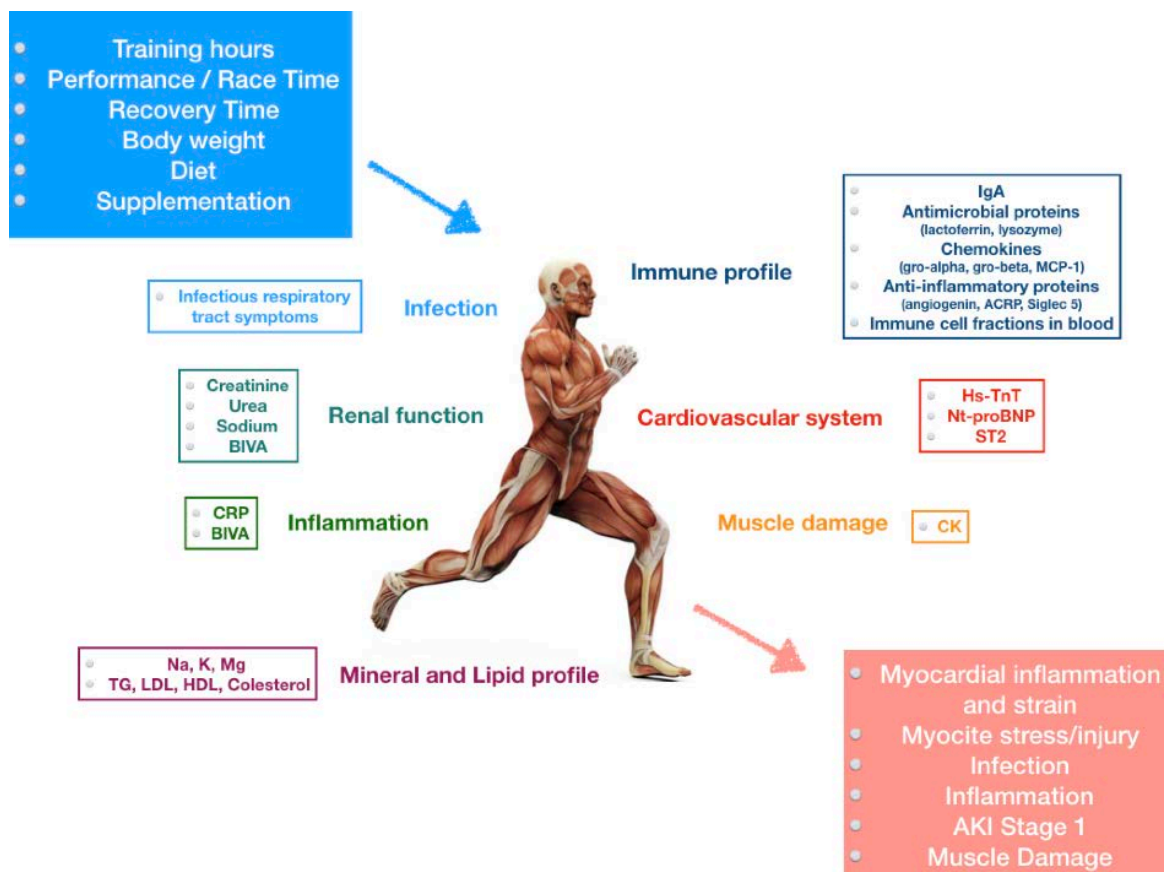 Training hours
Performance / Race Time
Recovery Time
Body weight
Diet
Supplementation
IgA
Antimicrobial proteins
(lactoferrin, lysozyme)
Chemokines
(gro-alpha, gro-beta, MCP-1)
Anti-inflammatory proteins
(angiogenin, ACRP, Siglec 5)
Immune cell fractions in blood
Immune profile
Infectious respiratory
tract symptoms
Infection
Creatinine
Urea
Sodium
BIVA
Renal function
Cardiovascular system
Hs-TnT
Nt-proBNP
ST2
CRP
BIVA
Inflammation
Muscle damage
CK
Na, K, Mg
TG, LDL, HDL, Colesterol
Mineral and Lipid profile
Myocardial inflammation
and strain
Myocite stress/injury
Infection
Inflammation
AKI Stage 1
Muscle Damage